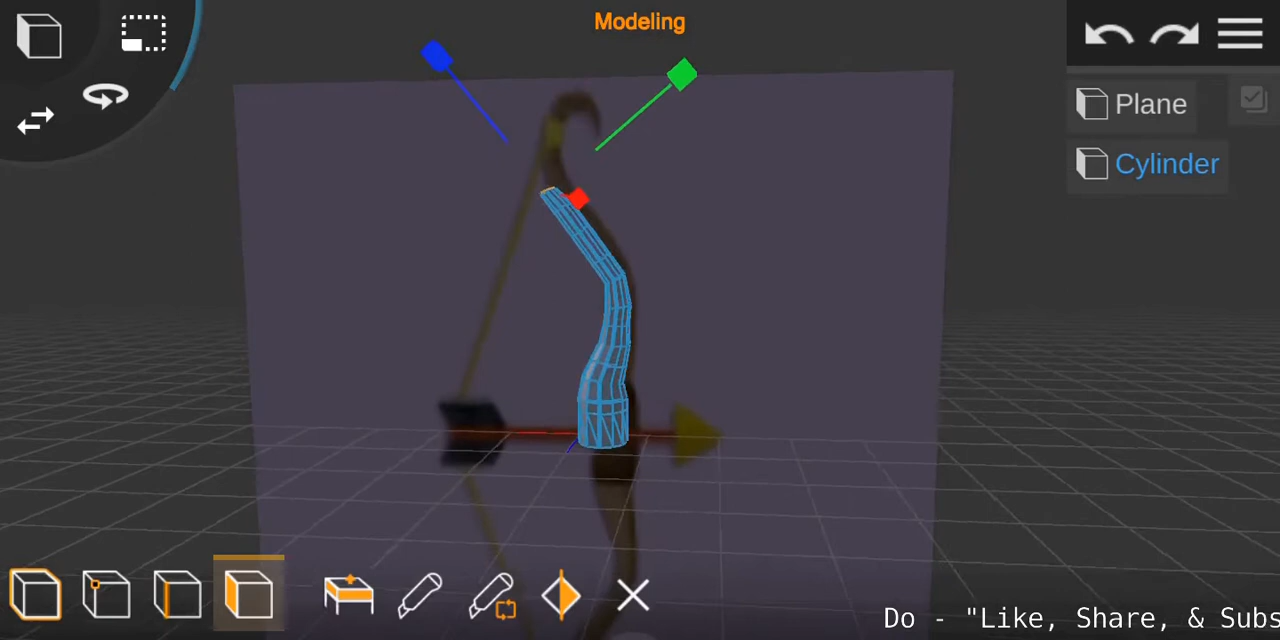 Modeling
Plane
Cylinder
Do - "Like, Share, & Subs